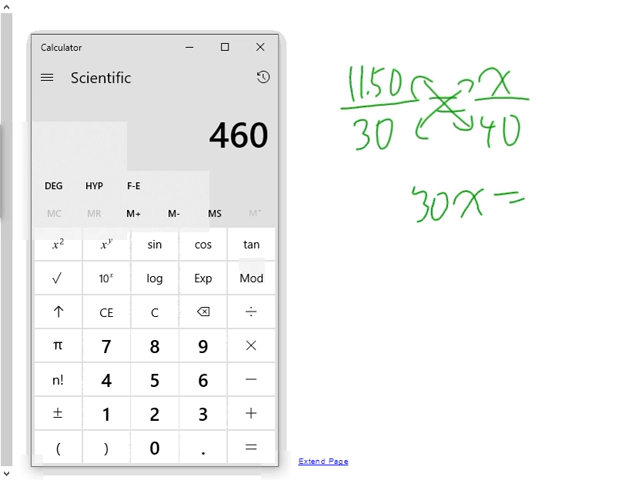 Calculator
Scientific
460
DEG HYP F-E
MC MR M+ M- MS M˅
x² xʸ sin cos tan
√ 10ˣ log Exp Mod
↑ CE C ⌫ ÷
π 7 8 9 ×
n! 4 5 6 −
± 1 2 3 +
( ) 0 . =
11.50 x
30 40
30x =
Extend Page